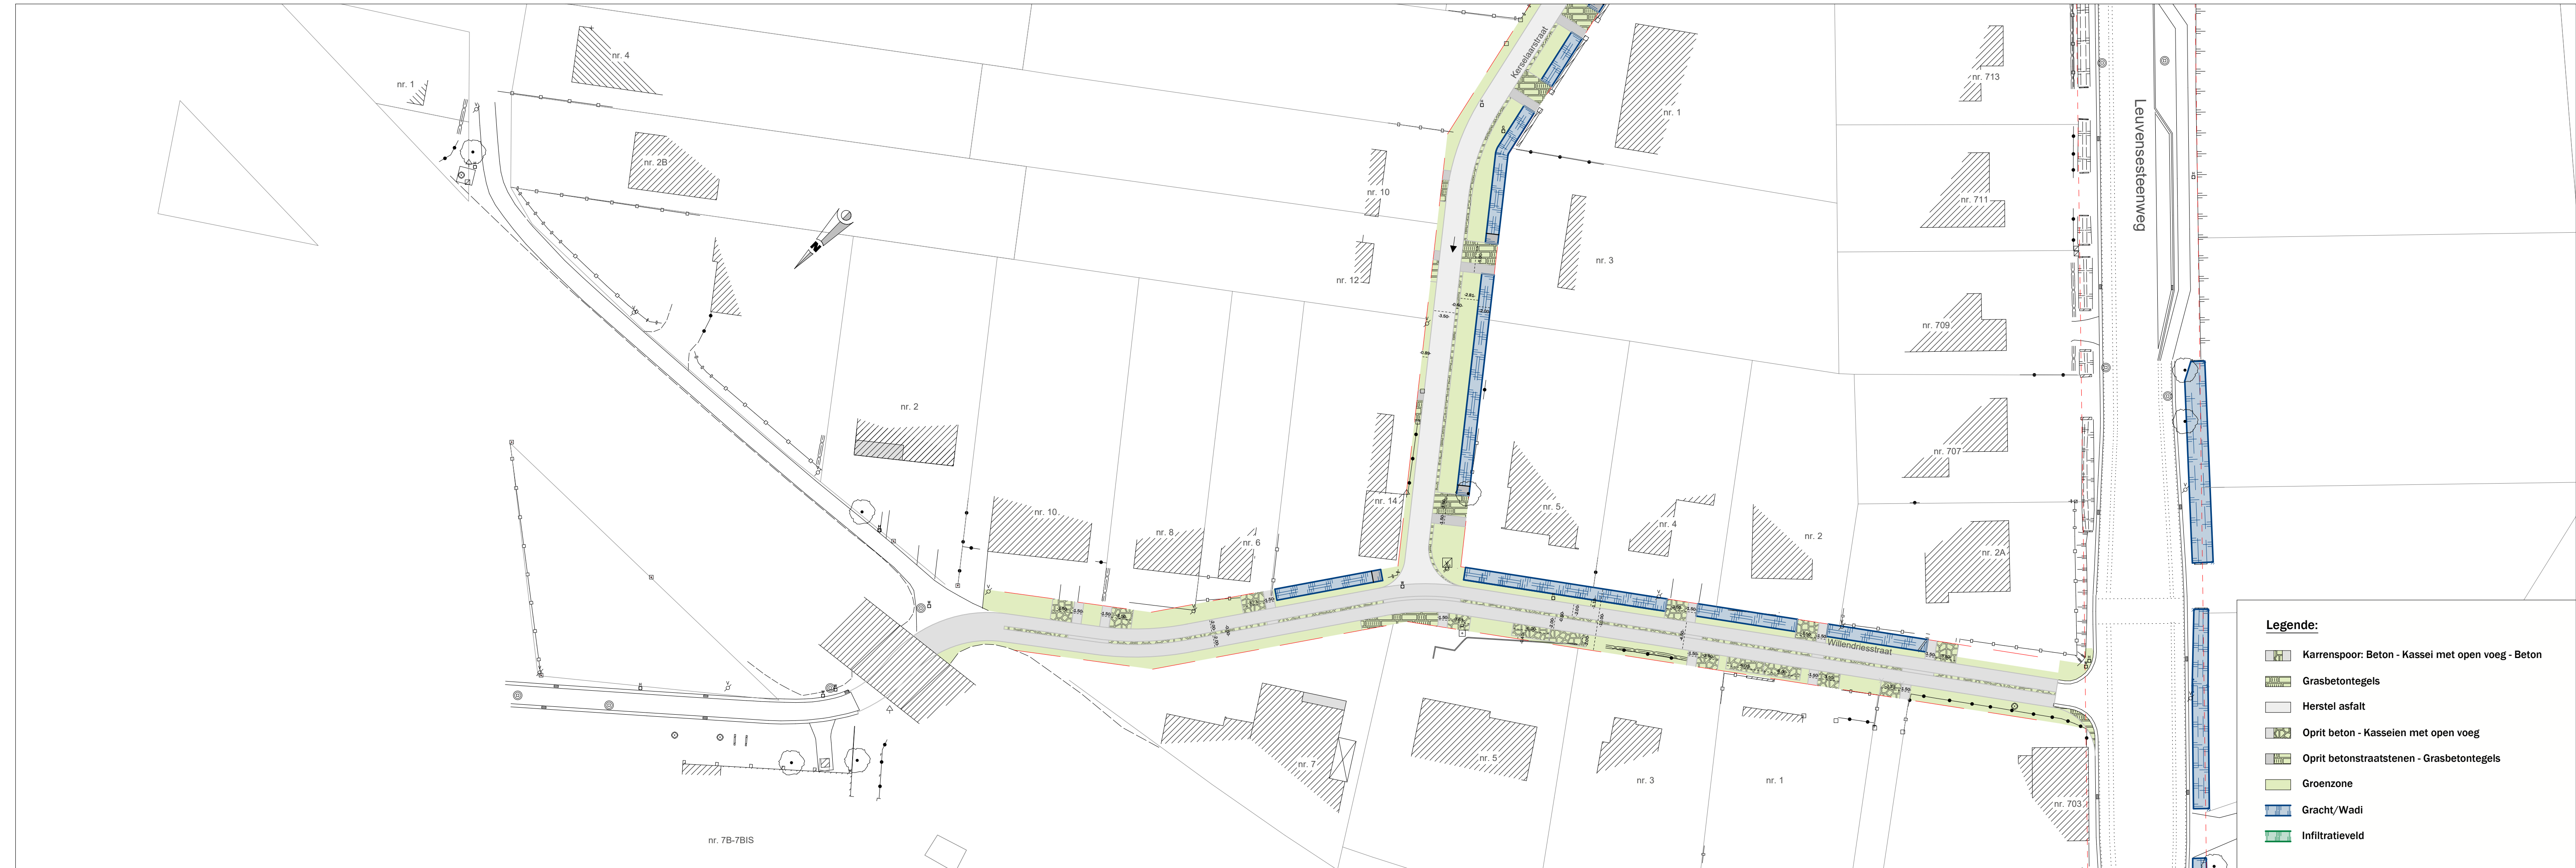 nr. 4
nr. 1
nr. 2B
nr. 2
nr. 10
nr. 8
nr. 6
nr. 14
nr. 10
nr. 12
Kerselaarstraat
nr. 1
nr. 3
nr. 713
nr. 711
nr. 709
nr. 707
Leuvensesteenweg
N
nr. 5
nr. 4
nr. 2
nr. 2A
Willendriesstraat
nr. 7
nr. 5
nr. 3
nr. 1
nr. 703
nr. 7B-7BIS
Legende:
Karrenspoor: Beton - Kassei met open voeg - Beton
Grasbetontegels
Herstel asfalt
Oprit beton - Kasseien met open voeg
Oprit betonstraatstenen - Grasbetontegels
Groenzone
Gracht/Wadi
Infiltratieveld